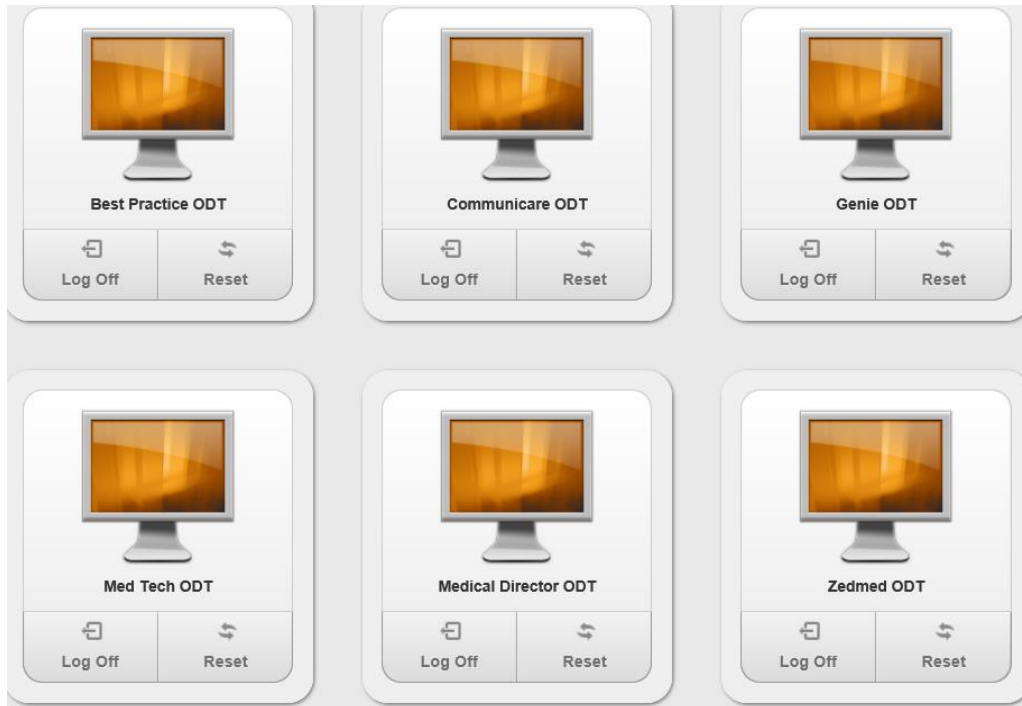 Best Practice ODT
Communicare ODT
Genie ODT
Log Off
Reset
Log Off
Reset
Log Off
Reset
Med Tech ODT
Medical Director ODT
Zedmed ODT
Log Off
Reset
Log Off
Reset
Log Off
Reset